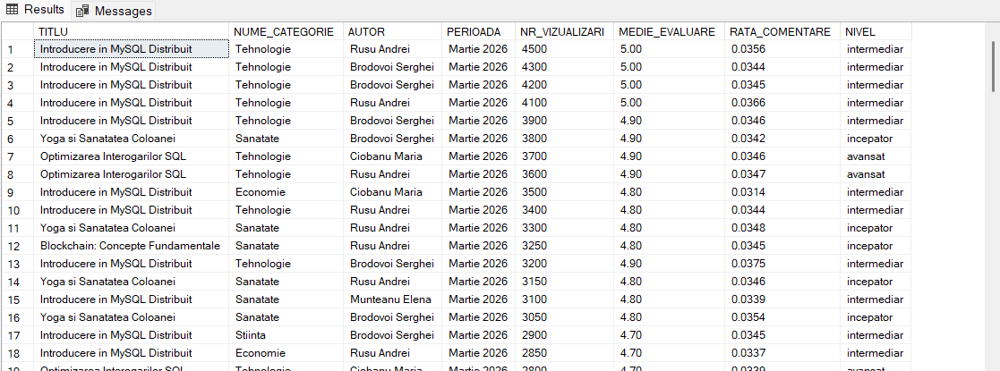 Results Messages
TITLU NUME_CATEGORIE AUTOR PERIOADA NR_VIZUALIZARI MEDIE_EVALUARE RATA_COMENTARE NIVEL
1 Introducere in MySQL Distribuit Tehnologie Rusu Andrei Martie 2026 4500 5.00 0.0356 intermediar
2 Introducere in MySQL Distribuit Tehnologie Brodovoi Serghei Martie 2026 4300 5.00 0.0344 intermediar
3 Introducere in MySQL Distribuit Tehnologie Brodovoi Serghei Martie 2026 4200 5.00 0.0345 intermediar
4 Introducere in MySQL Distribuit Tehnologie Rusu Andrei Martie 2026 4100 5.00 0.0366 intermediar
5 Introducere in MySQL Distribuit Tehnologie Brodovoi Serghei Martie 2026 3900 4.90 0.0346 intermediar
6 Yoga si Sanatatea Coloanei Sanatate Brodovoi Serghei Martie 2026 3800 4.90 0.0342 incepator
7 Optimizarea Interogarilor SQL Tehnologie Ciobanu Maria Martie 2026 3700 4.90 0.0346 avansat
8 Optimizarea Interogarilor SQL Tehnologie Rusu Andrei Martie 2026 3600 4.90 0.0347 avansat
9 Introducere in MySQL Distribuit Economie Ciobanu Maria Martie 2026 3500 4.80 0.0314 intermediar
10 Introducere in MySQL Distribuit Tehnologie Rusu Andrei Martie 2026 3400 4.80 0.0344 intermediar
11 Yoga si Sanatatea Coloanei Sanatate Rusu Andrei Martie 2026 3300 4.80 0.0348 incepator
12 Blockchain: Concepte Fundamentale Sanatate Rusu Andrei Martie 2026 3250 4.80 0.0345 incepator
13 Introducere in MySQL Distribuit Tehnologie Brodovoi Serghei Martie 2026 3200 4.90 0.0375 intermediar
14 Yoga si Sanatatea Coloanei Sanatate Rusu Andrei Martie 2026 3150 4.80 0.0346 incepator
15 Introducere in MySQL Distribuit Sanatate Munteanu Elena Martie 2026 3100 4.80 0.0339 intermediar
16 Yoga si Sanatatea Coloanei Sanatate Brodovoi Serghei Martie 2026 3050 4.80 0.0354 incepator
17 Introducere in MySQL Distribuit Stiinta Brodovoi Serghei Martie 2026 2900 4.70 0.0345 intermediar
18 Introducere in MySQL Distribuit Economie Rusu Andrei Martie 2026 2850 4.70 0.0337 intermediar
19 Optimizarea Interogarilor SQL Tehnologie Ciobanu Maria Martie 2026 2800 4.70 0.0339 avansat